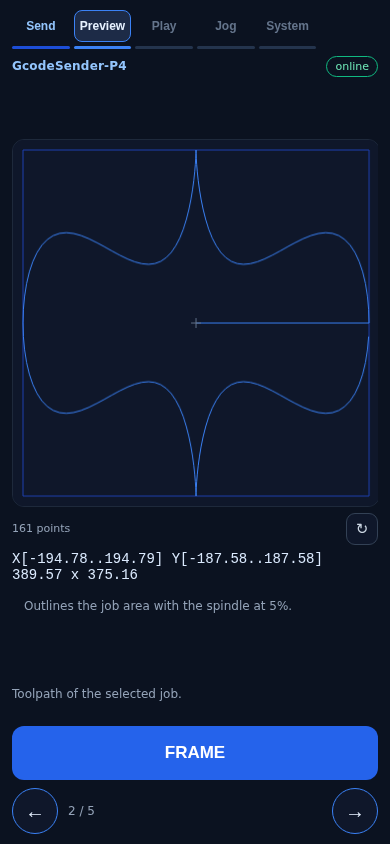 Send Preview Play Jog System
GcodeSender-P4 online
161 points ↻
X[-194.78..194.79] Y[-187.58..187.58]
389.57 x 375.16
Outlines the job area with the spindle at 5%.
Toolpath of the selected job.
FRAME
← 2 / 5 →